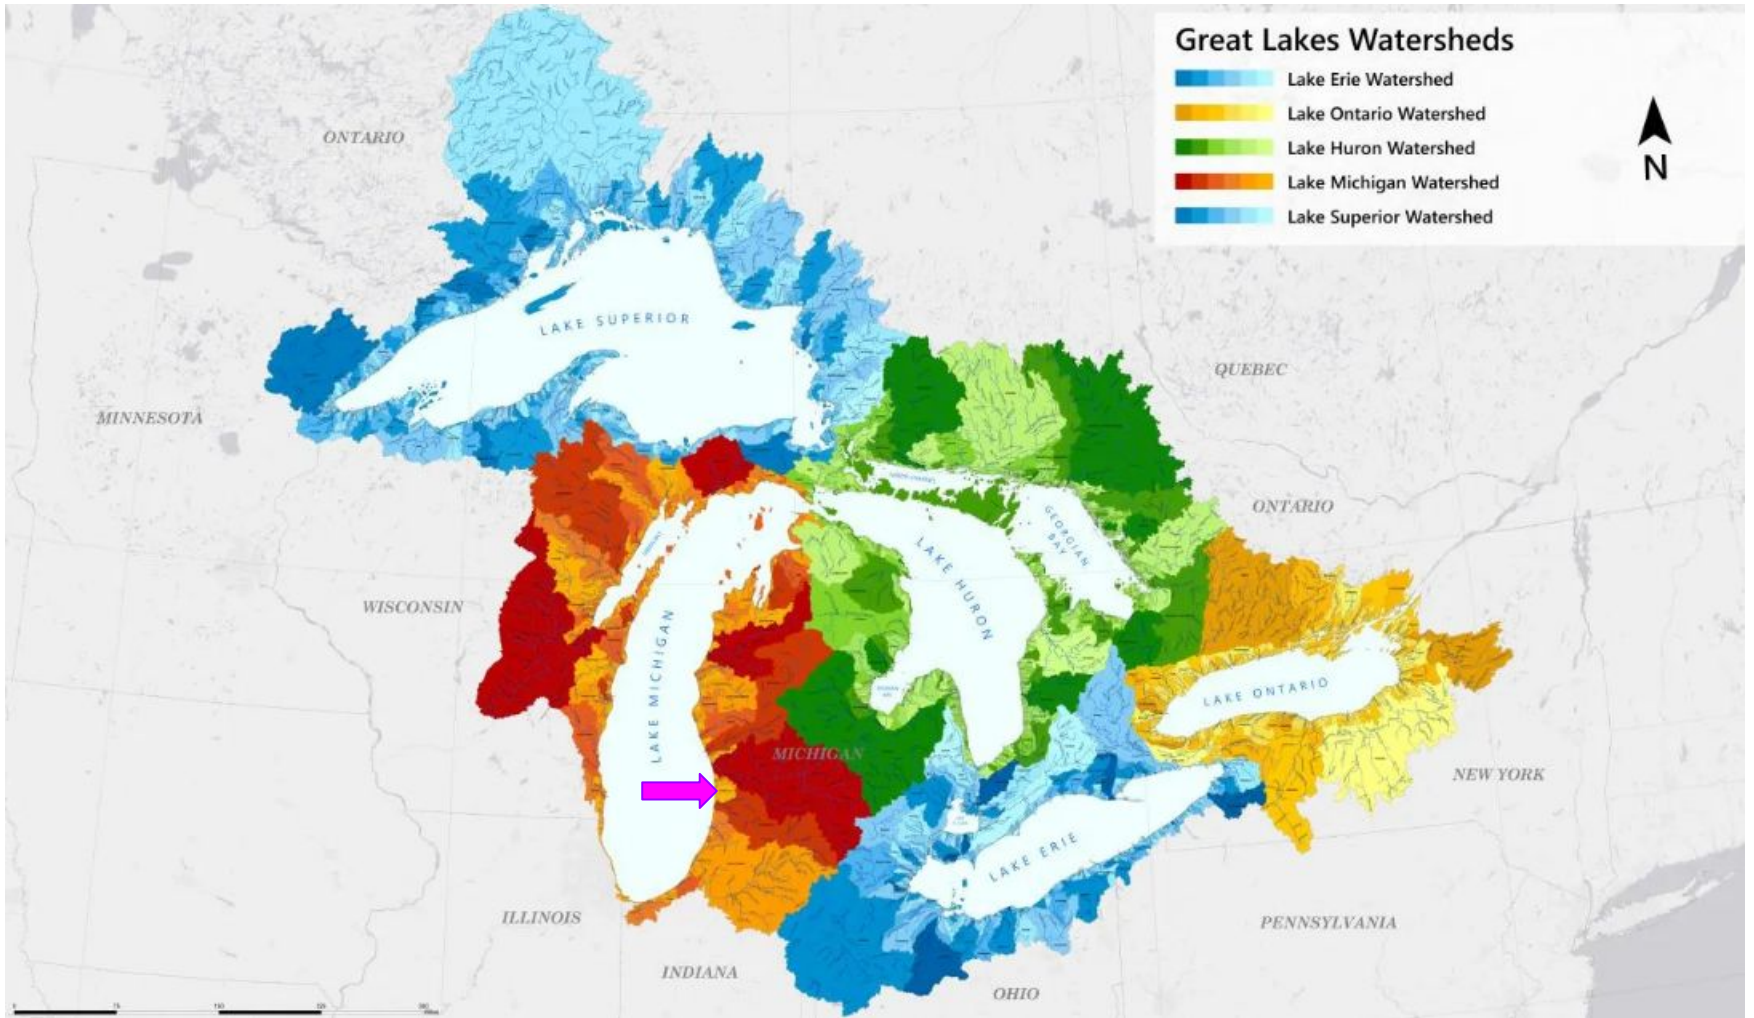 Great Lakes Watersheds
Lake Erie Watershed
Lake Ontario Watershed
Lake Huron Watershed
Lake Michigan Watershed
Lake Superior Watershed
N
ONTARIO
LAKE SUPERIOR
QUEBEC
MINNESOTA
ONTARIO
GEORGIAN
BAY
LAKE HURON
WISCONSIN
LAKE MICHIGAN
LAKE ONTARIO
MICHIGAN
NEW YORK
LAKE ERIE
ILLINOIS
PENNSYLVANIA
INDIANA
OHIO